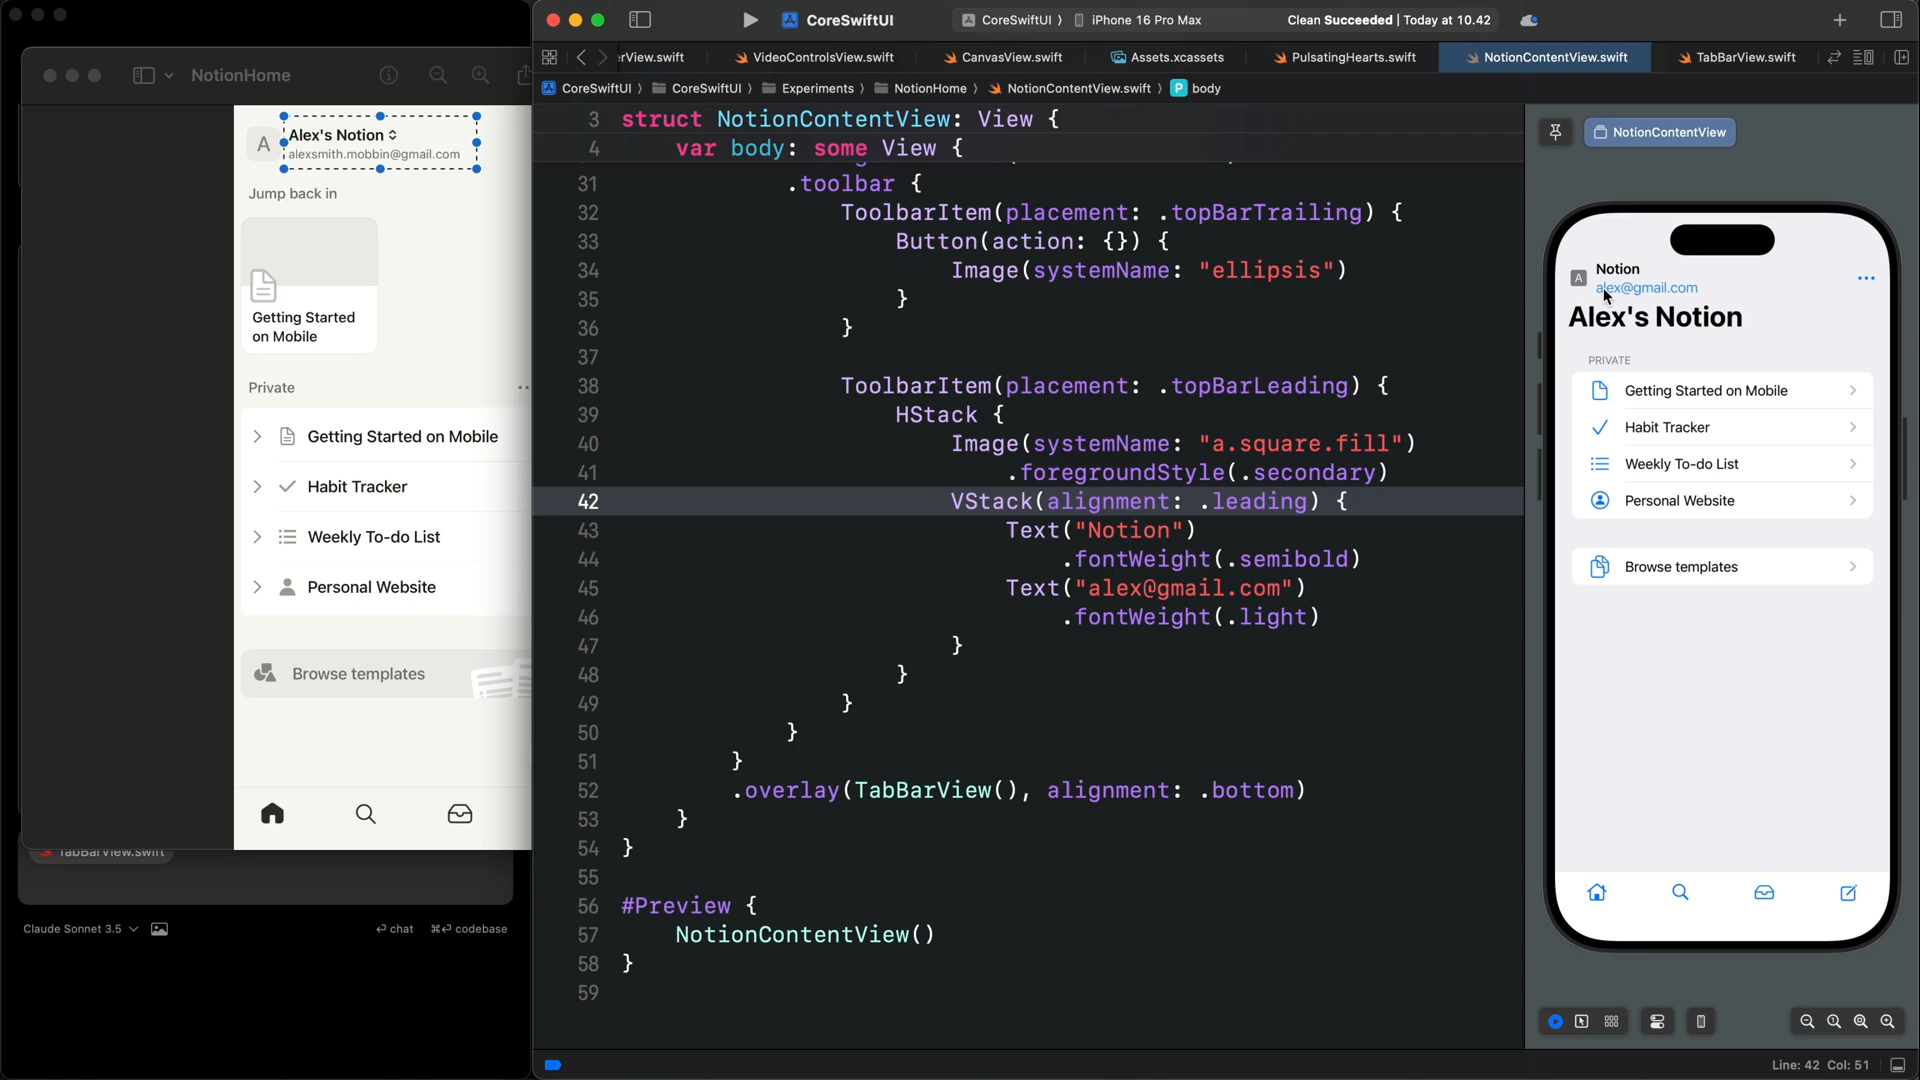 NotionHome
A
Alex's Notion
alexsmith.mobbin@gmail.com
Jump back in
Getting Started
on Mobile
Private
Getting Started on Mobile
Habit Tracker
Weekly To-do List
Personal Website
Browse templates
TabBarView.swift
Claude Sonnet 3.5
⏎ chat
⌘⏎ codebase
CoreSwiftUI
CoreSwiftUI 〉 iPhone 16 Pro Max
Clean Succeeded | Today at 10.42
erView.swift
VideoControlsView.swift
CanvasView.swift
Assets.xcassets
PulsatingHearts.swift
NotionContentView.swift
TabBarView.swift
CoreSwiftUI 〉 CoreSwiftUI 〉 Experiments 〉 NotionHome 〉 NotionContentView.swift 〉 P body
3 struct NotionContentView: View {
4 var body: some View {
31 .toolbar {
32 ToolbarItem(placement: .topBarTrailing) {
33 Button(action: {}) {
34 Image(systemName: "ellipsis")
35 }
36 }
37
38 ToolbarItem(placement: .topBarLeading) {
39 HStack {
40 Image(systemName: "a.square.fill")
41 .foregroundStyle(.secondary)
42 VStack(alignment: .leading) {
43 Text("Notion")
44 .fontWeight(.semibold)
45 Text("alex@gmail.com")
46 .fontWeight(.light)
47 }
48 }
49 }
50 }
51 }
52 .overlay(TabBarView(), alignment: .bottom)
53 }
54 }
55
56 #Preview {
57 NotionContentView()
58 }
59
NotionContentView
A
Notion
alex@gmail.com
Alex's Notion
PRIVATE
Getting Started on Mobile
Habit Tracker
Weekly To-do List
Personal Website
Browse templates
Line: 42 Col: 51